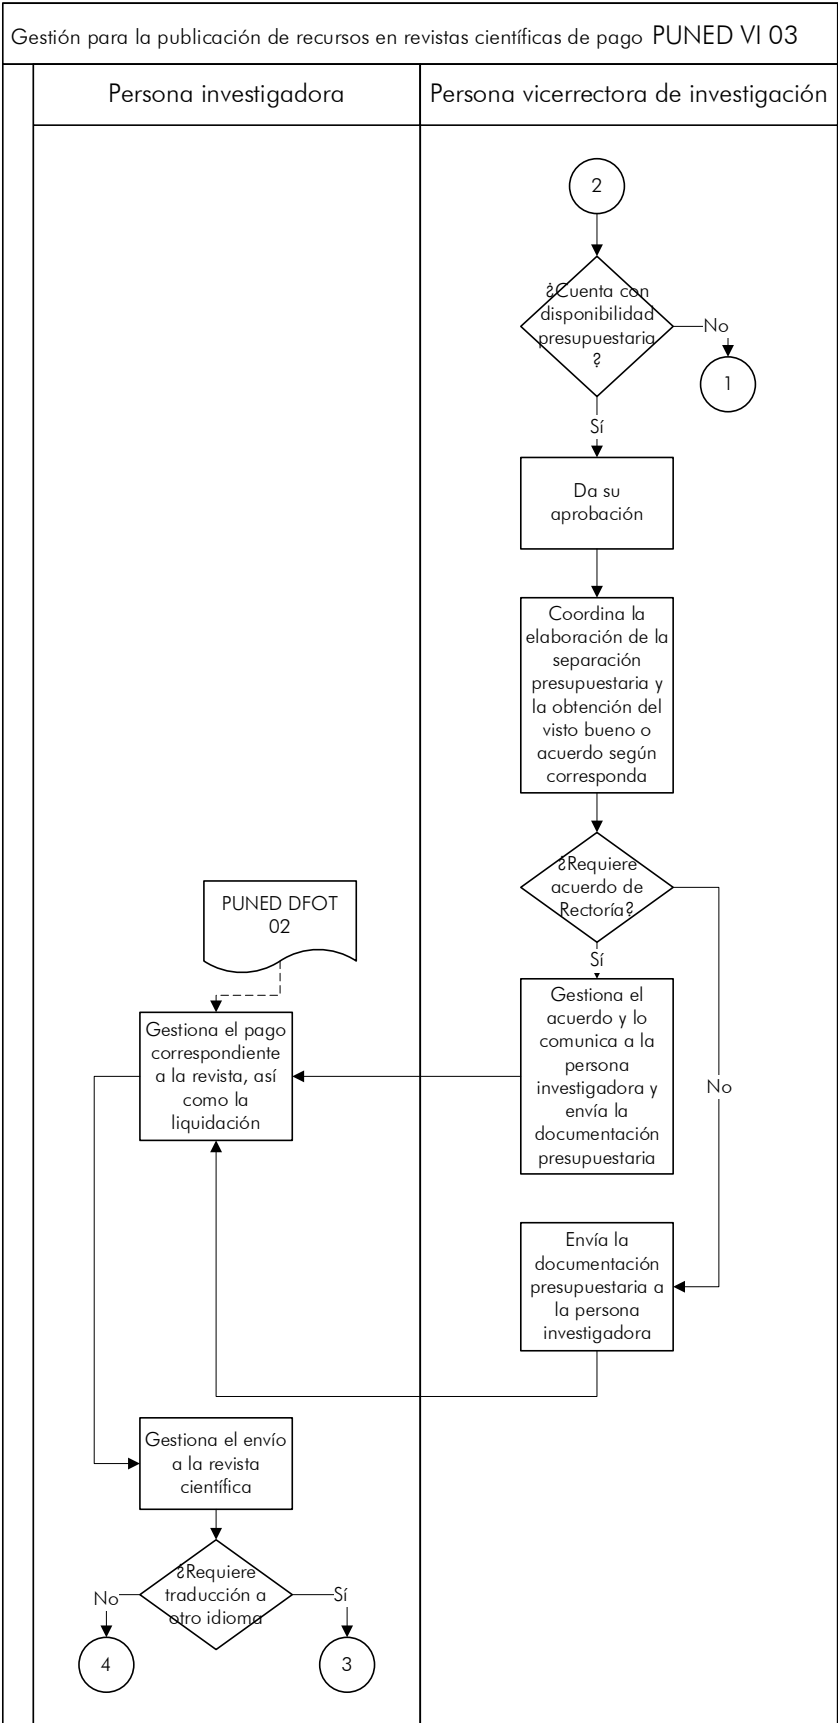 Gestión para la publicación de recursos en revistas científicas de pago PUNED VI 03
Persona investigadora
Persona vicerrectora de investigación
2
¿Cuenta con
disponibilidad
presupuestaria
?
No
1
Sí
Da su
aprobación
Coordina la
elaboración de la
separación
presupuestaria y
la obtención del
visto bueno o
acuerdo según
corresponda
¿Requiere
acuerdo de
Rectoría?
Sí
No
Gestiona el
acuerdo y lo
comunica a la
persona
investigadora y
envía la
documentación
presupuestaria
Envía la
documentación
presupuestaria a
la persona
investigadora
PUNED DFOT
02
Gestiona el pago
correspondiente
a la revista, así
como la
liquidación
Gestiona el envío
a la revista
científica
¿Requiere
traducción a
otro idioma
No
Sí
4
3